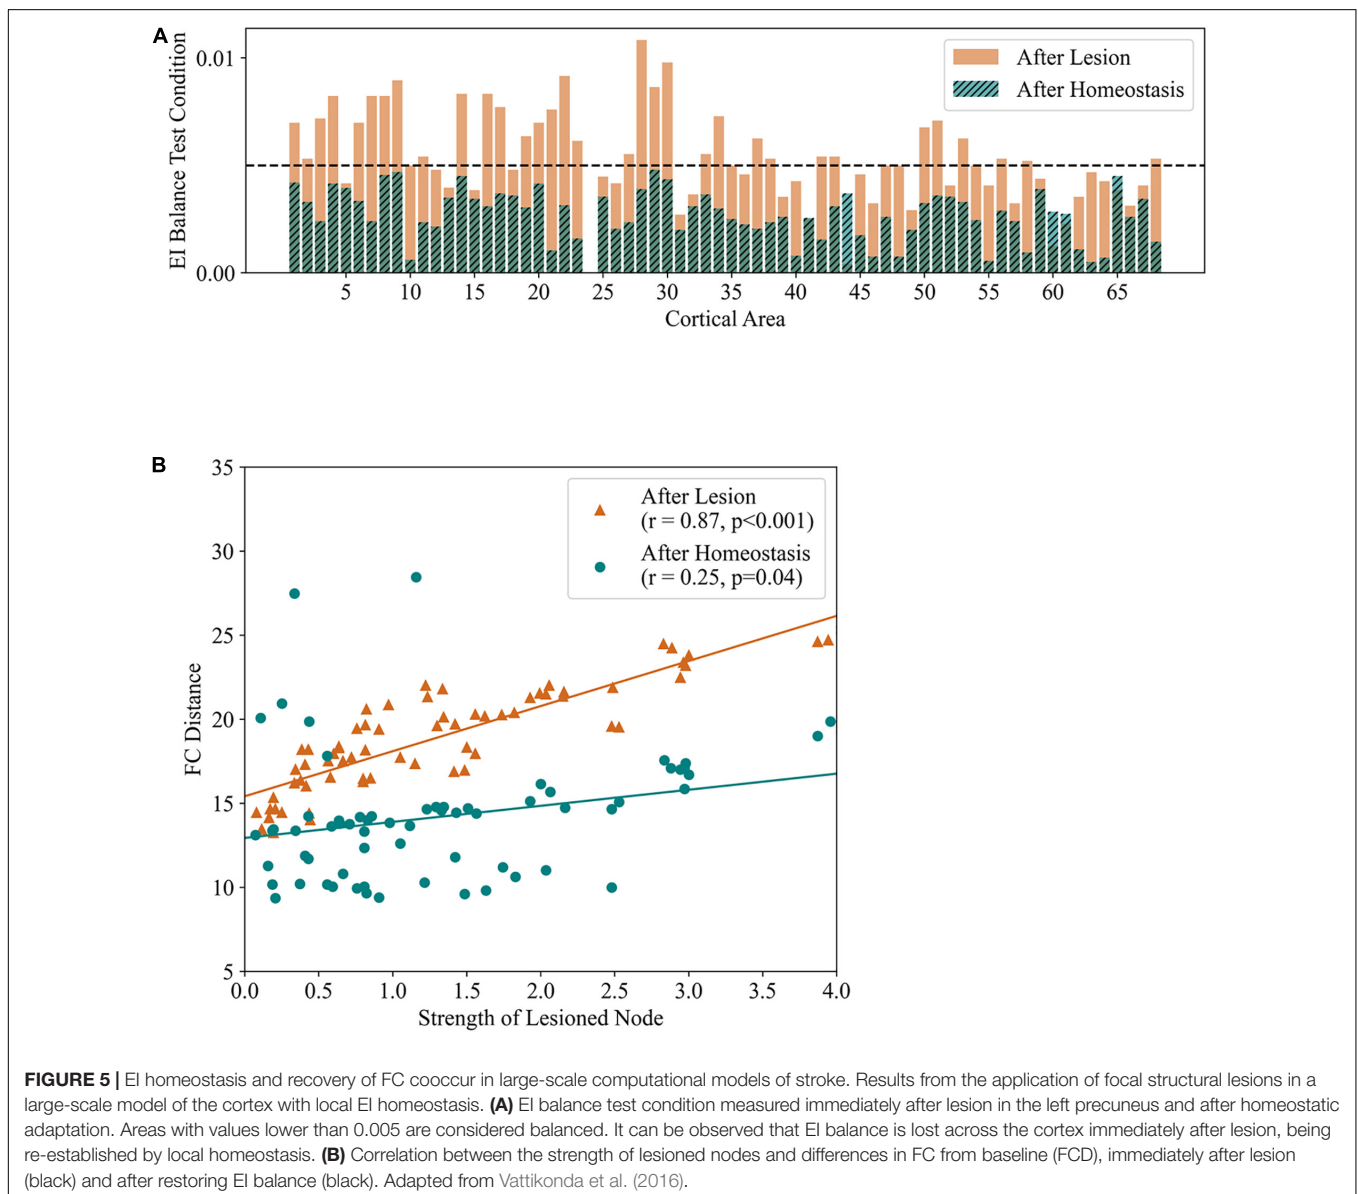 A
EI Balance Test Condition
0.01
0.00
After Lesion
After Homeostasis
5 10 15 20 25 30 35 40 45 50 55 60 65
Cortical Area
B
FC Distance
35
30
25
20
15
10
5
After Lesion
(r = 0.87, p<0.001)
After Homeostasis
(r = 0.25, p=0.04)
0.0 0.5 1.0 1.5 2.0 2.5 3.0 3.5 4.0
Strength of Lesioned Node
FIGURE 5 | EI homeostasis and recovery of FC cooccur in large-scale computational models of stroke. Results from the application of focal structural lesions in a
large-scale model of the cortex with local EI homeostasis. (A) EI balance test condition measured immediately after lesion in the left precuneus and after homeostatic
adaptation. Areas with values lower than 0.005 are considered balanced. It can be observed that EI balance is lost across the cortex immediately after lesion, being
re-established by local homeostasis. (B) Correlation between the strength of lesioned nodes and differences in FC from baseline (FCD), immediately after lesion
(black) and after restoring EI balance (black). Adapted from Vattikonda et al. (2016).